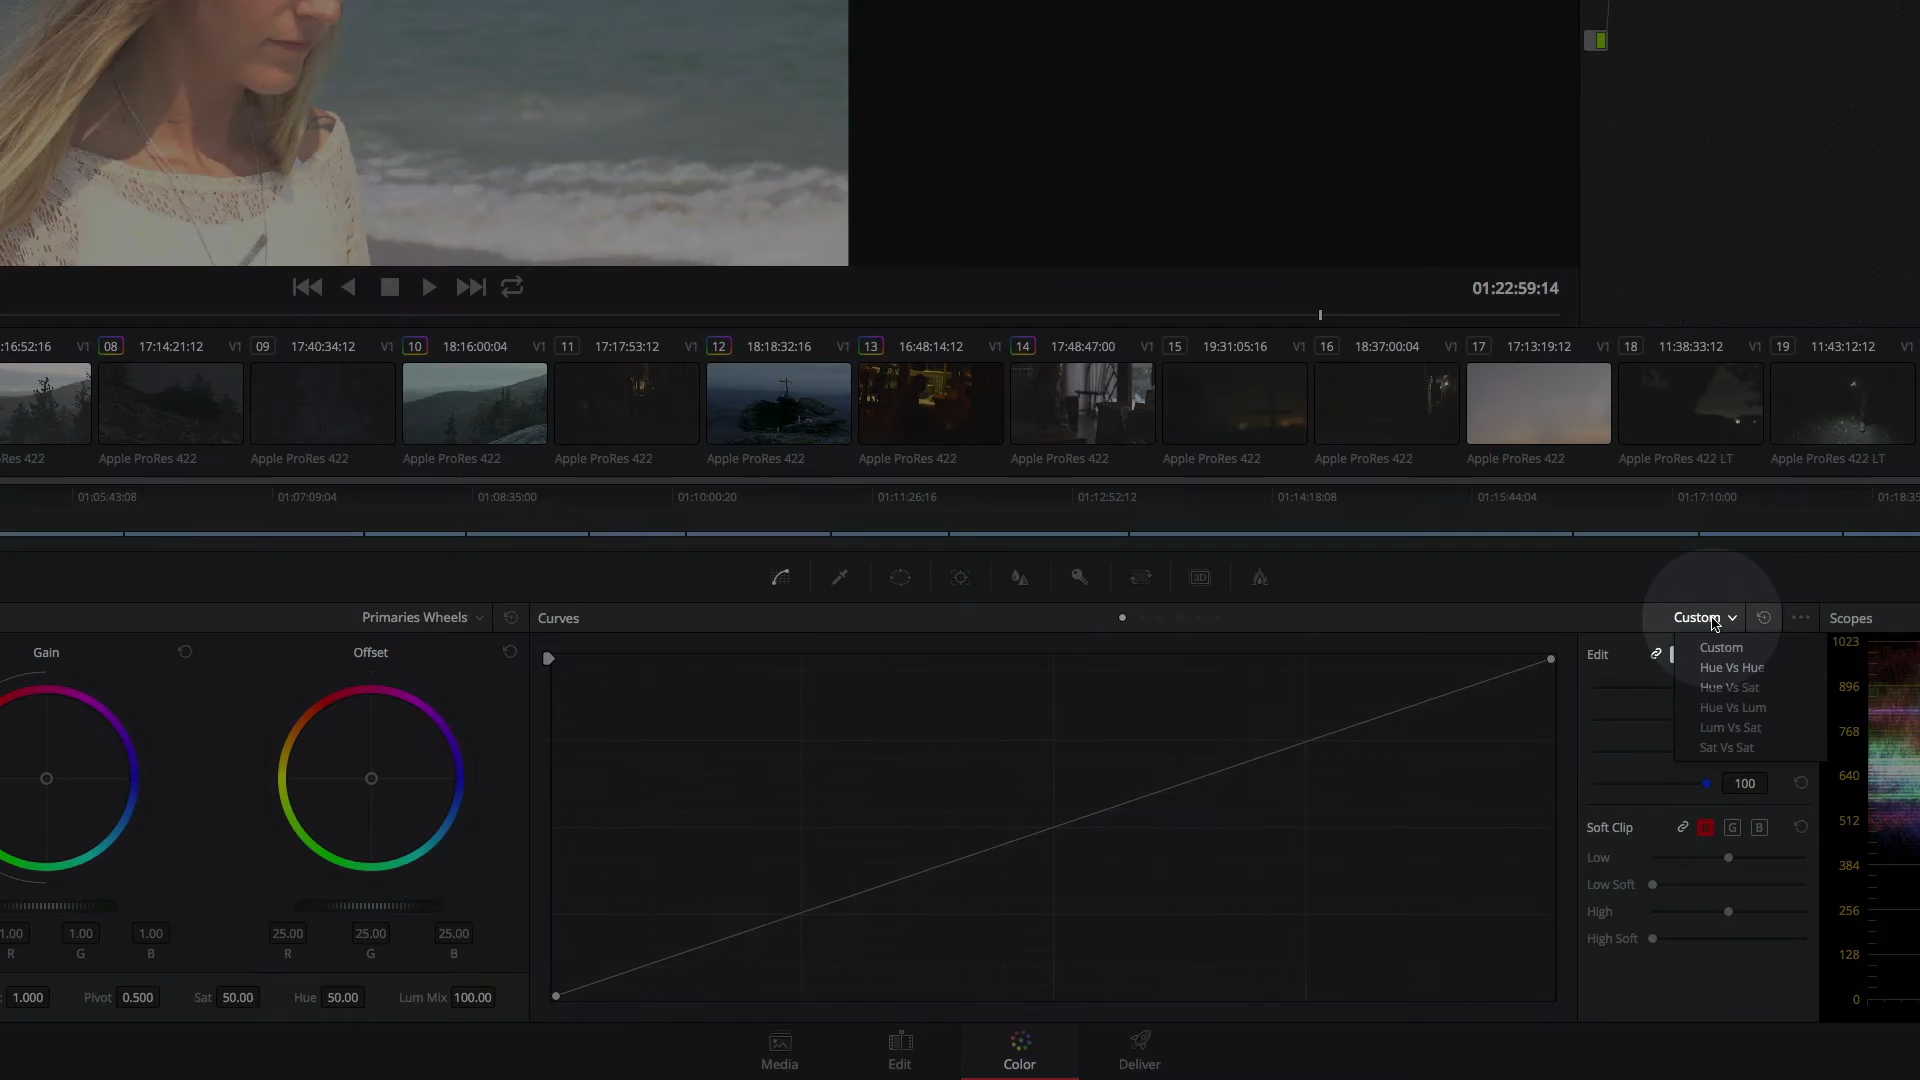 01:22:59:14
:16:52:16 V1 08 17:14:21:12 V1 09 17:40:34:12 V1 10 18:16:00:04 V1 11 17:17:53:12 V1 12 18:18:32:16 V1 13 16:48:14:12 V1 14 17:48:47:00 V1 15 19:31:05:16 V1 16 18:37:00:04 V1 17 17:13:19:12 V1 18 11:38:33:12 V1 19 11:43:12:12 V1
Res 422 Apple ProRes 422 Apple ProRes 422 Apple ProRes 422 Apple ProRes 422 Apple ProRes 422 Apple ProRes 422 Apple ProRes 422 Apple ProRes 422 Apple ProRes 422 Apple ProRes 422 Apple ProRes 422 LT Apple ProRes 422 LT
01:05:43:08 01:07:09:04 01:08:35:00 01:10:00:20 01:11:26:16 01:12:52:12 01:14:18:08 01:15:44:04 01:17:10:00 01:18:35
3D
Primaries Wheels Curves Custom Scopes
Gain Offset
Edit
Custom
Hue Vs Hue
Hue Vs Sat
Hue Vs Lum
Lum Vs Sat
Sat Vs Sat
100
Soft Clip G B
Low
Low Soft
High
High Soft
1023
896
768
640
512
384
256
128
0
1.00 1.00 1.00 25.00 25.00 25.00
R G B R G B
: 1.000 Pivot 0.500 Sat 50.00 Hue 50.00 Lum Mix 100.00
Media Edit Color Deliver